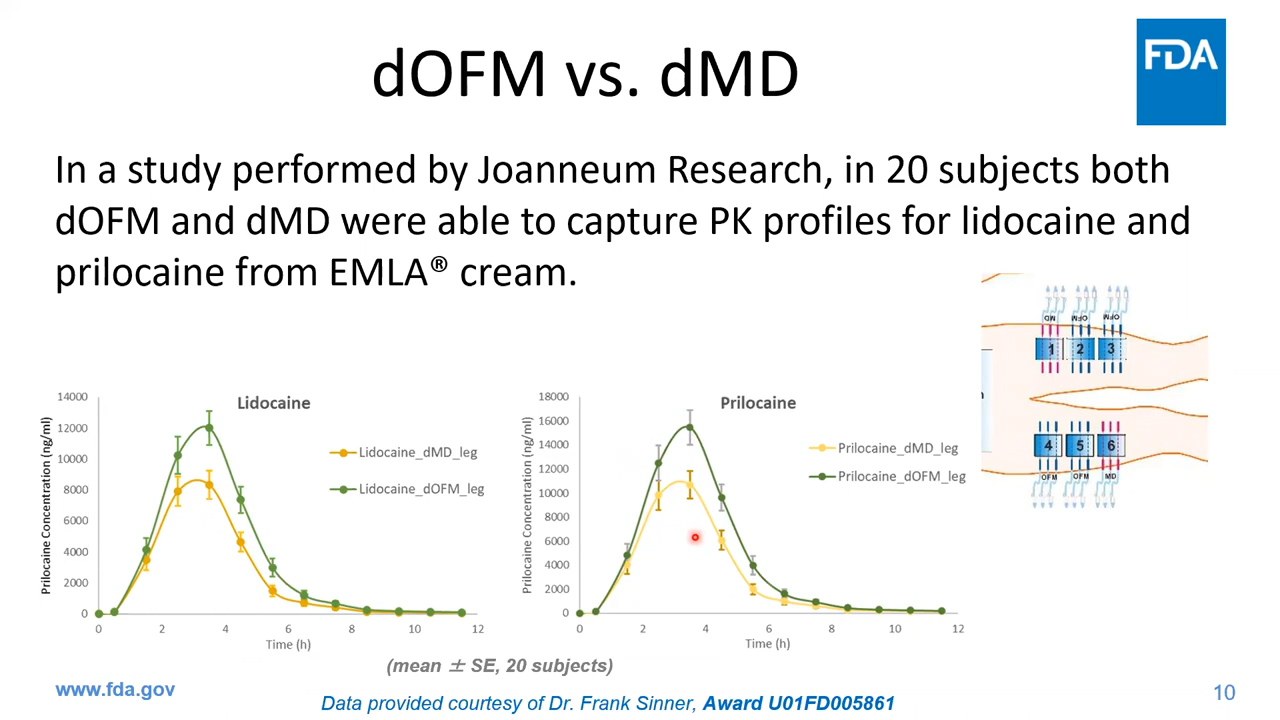 dOFM vs. dMD
FDA
In a study performed by Joanneum Research, in 20 subjects both
dOFM and dMD were able to capture PK profiles for lidocaine and
prilocaine from EMLA® cream.
MD OFM OFM
1 2 3
n
4 5 6
OFM OFM MD
Lidocaine
Prilocaine Concentration (ng/ml)
14000
12000
10000
8000
6000
4000
2000
0
0 2 4 6 8 10 12
Time (h)
Lidocaine_dMD_leg
Lidocaine_dOFM_leg
Prilocaine
Prilocaine Concentration (ng/ml)
18000
16000
14000
12000
10000
8000
6000
4000
2000
0
0 2 4 6 8 10 12
Time (h)
Prilocaine_dMD_leg
Prilocaine_dOFM_leg
(mean ± SE, 20 subjects)
www.fda.gov
Data provided courtesy of Dr. Frank Sinner, Award U01FD005861
10